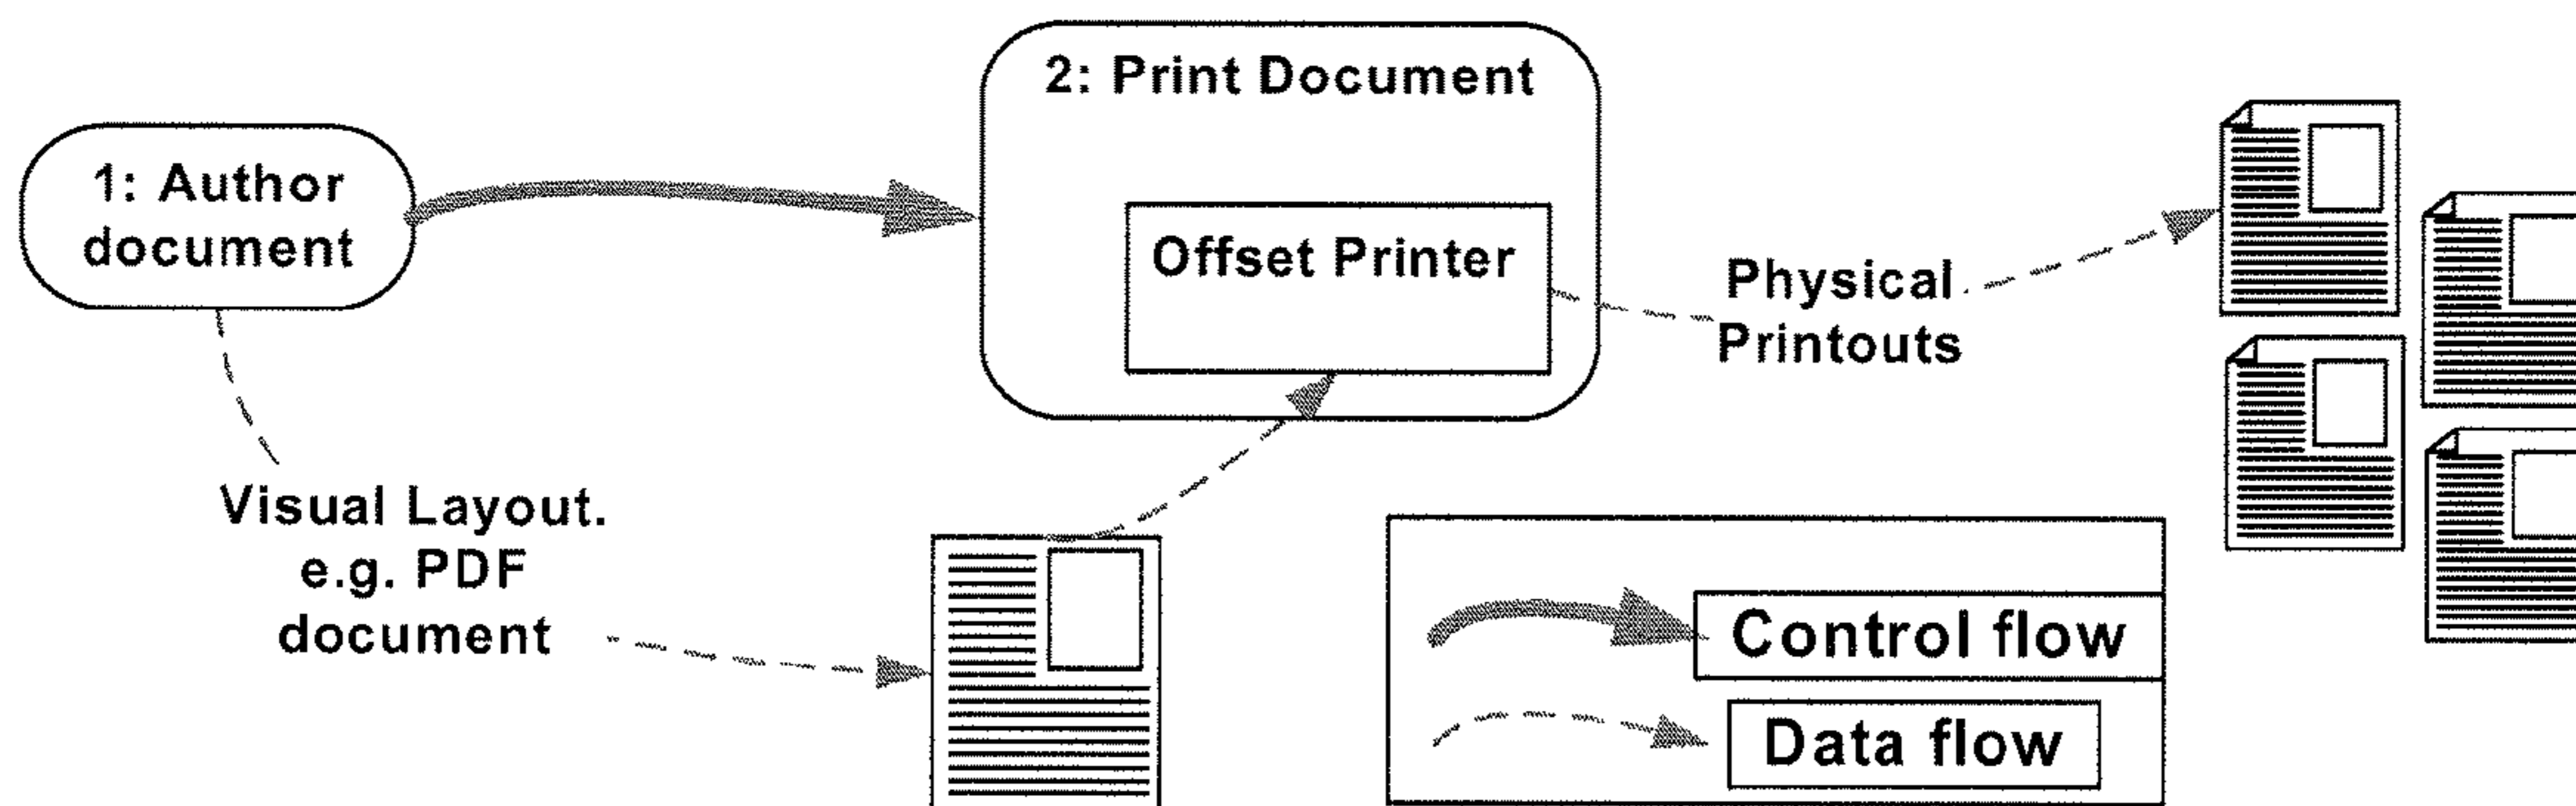 2: Print Document
1: Author
document
Offset Printer
Physical
Printouts
Visual Layout.
e.g. PDF
document
Control flow
Data flow